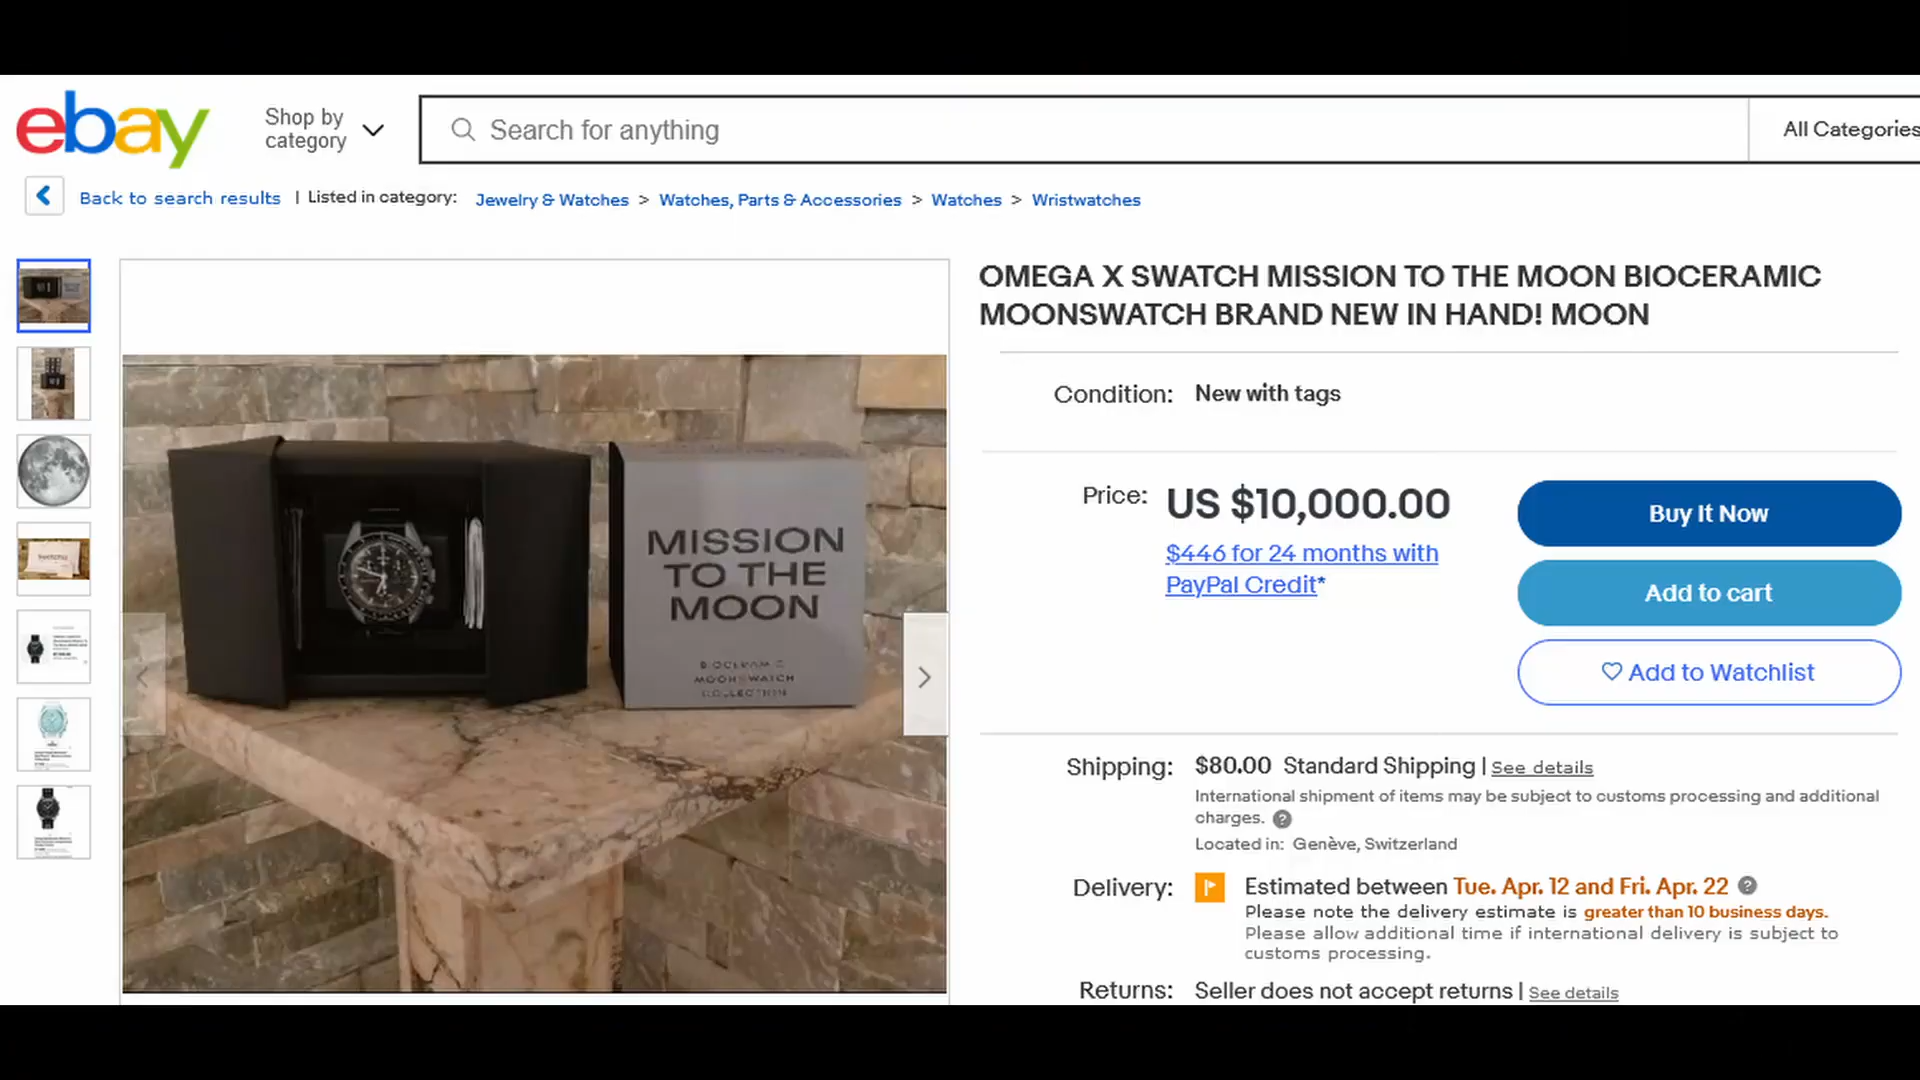 ebay
Shop by
category
Search for anything
All Categories
Back to search results | Listed in category: Jewelry & Watches > Watches, Parts & Accessories > Watches > Wristwatches
OMEGA X SWATCH MISSION TO THE MOON BIOCERAMIC
MOONSWATCH BRAND NEW IN HAND! MOON
Condition: New with tags
Price: US $10,000.00
$446 for 24 months with
PayPal Credit*
Buy It Now
Add to cart
Add to Watchlist
MISSION
TO THE
MOON
BIOCERAMIC
MOONSWATCH
COLLECTION
Shipping: $80.00 Standard Shipping | See details
International shipment of items may be subject to customs processing and additional
charges.
Located in: Genève, Switzerland
Delivery: Estimated between Tue. Apr. 12 and Fri. Apr. 22
Please note the delivery estimate is greater than 10 business days.
Please allow additional time if international delivery is subject to
customs processing.
Returns: Seller does not accept returns | See details